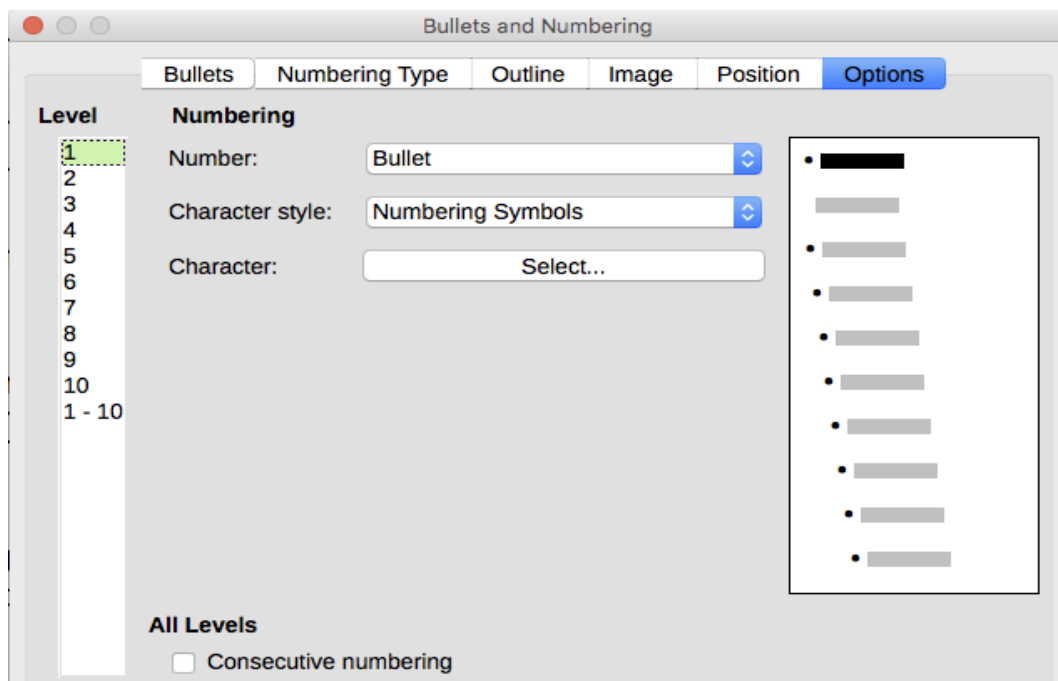 Bullets and Numbering
Bullets Numbering Type Outline Image Position Options
Level
1
2
3
4
5
6
7
8
9
10
1 - 10
Numbering
Number: Bullet
Character style: Numbering Symbols
Character: Select...
All Levels
Consecutive numbering